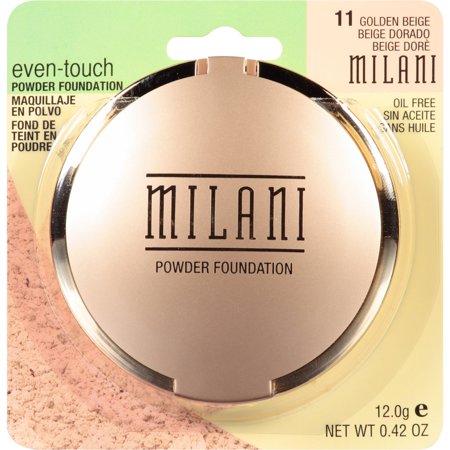 even-touch
POWDER FOUNDATION
MAQUILLAJE
EN POLVO
FOND DE
TEINT EN
POUDRE
11 GOLDEN BEIGE
BEIGE DORADO
BEIGE DORÉ
MILANI
OIL FREE
SIN ACEITE
SANS HUILE
MILANI
POWDER FOUNDATION
12.0g e
NET WT 0.42 OZ